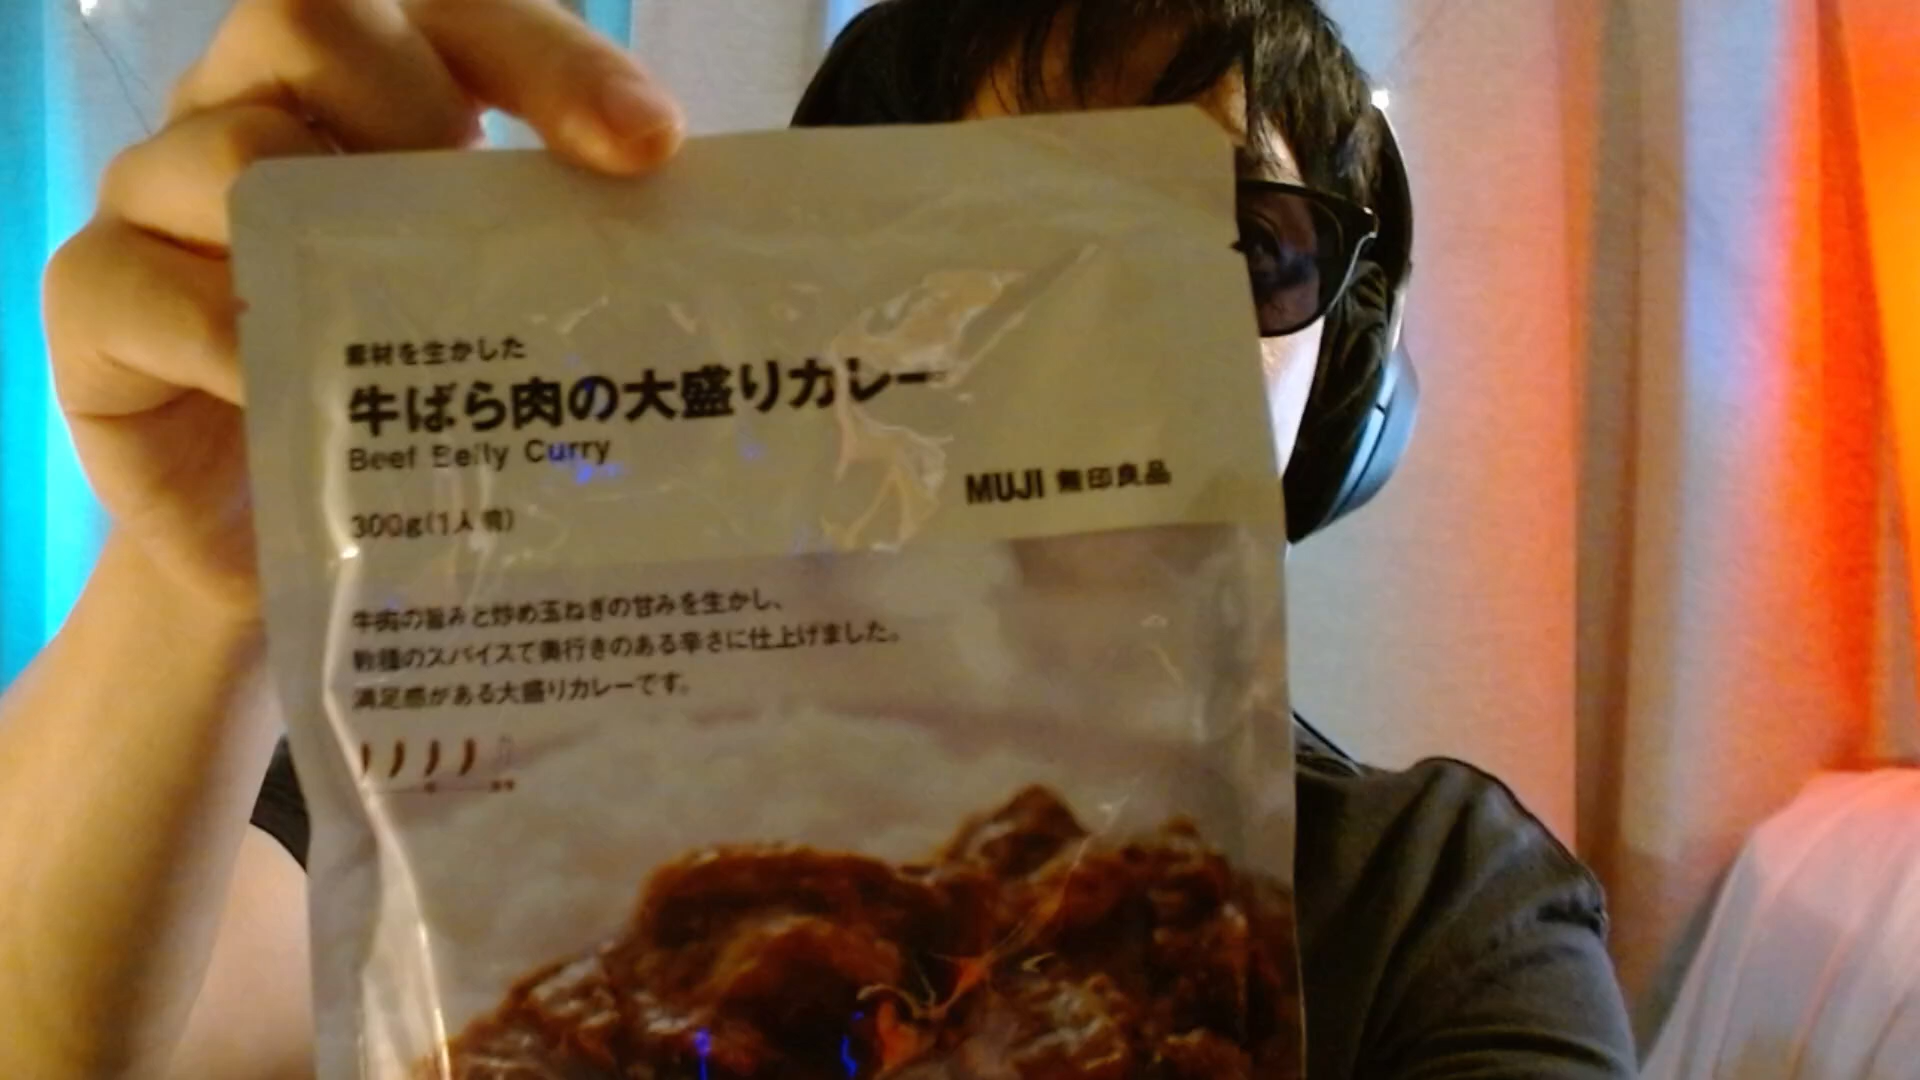 素材を生かした
牛ばら肉の大盛りカレー
Beef Belly Curry
MUJI 無印良品
300g(1人前)
牛肉の旨みと炒め玉ねぎの甘みを生かし、
数種のスパイスで奥行きのある辛さに仕上げました。
満足感がある大盛りカレーです。